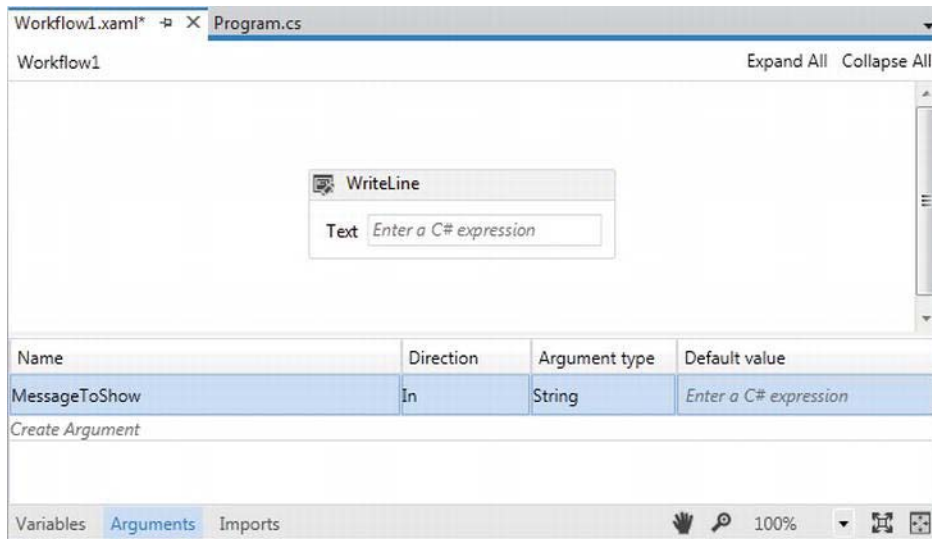 Workflow1.xaml* Program.cs
Workflow1 Expand All Collapse All
WriteLine
Text Enter a C# expression
Name Direction Argument type Default value
MessageToShow In String Enter a C# expression
Create Argument
Variables Arguments Imports 100%